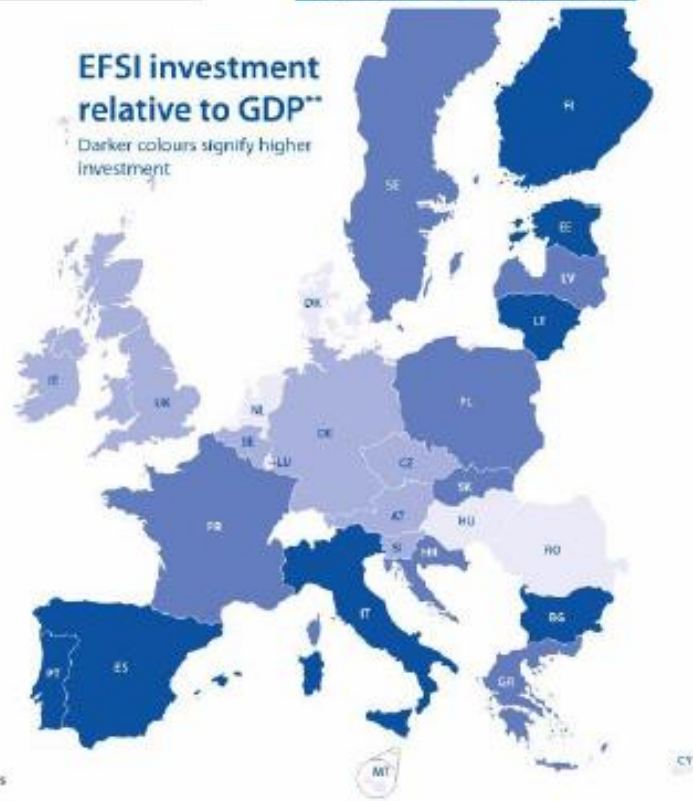 EFSI investment
relative to GDP**
Darker colours signify higher
investment
FI
SE
EE
LV
DK
LT
IE
UK
NL
PL
DE
BE
LU
CZ
SK
AT
HU
FR
SI
HR
RO
IT
BG
PT
ES
GR
CY
MT
s